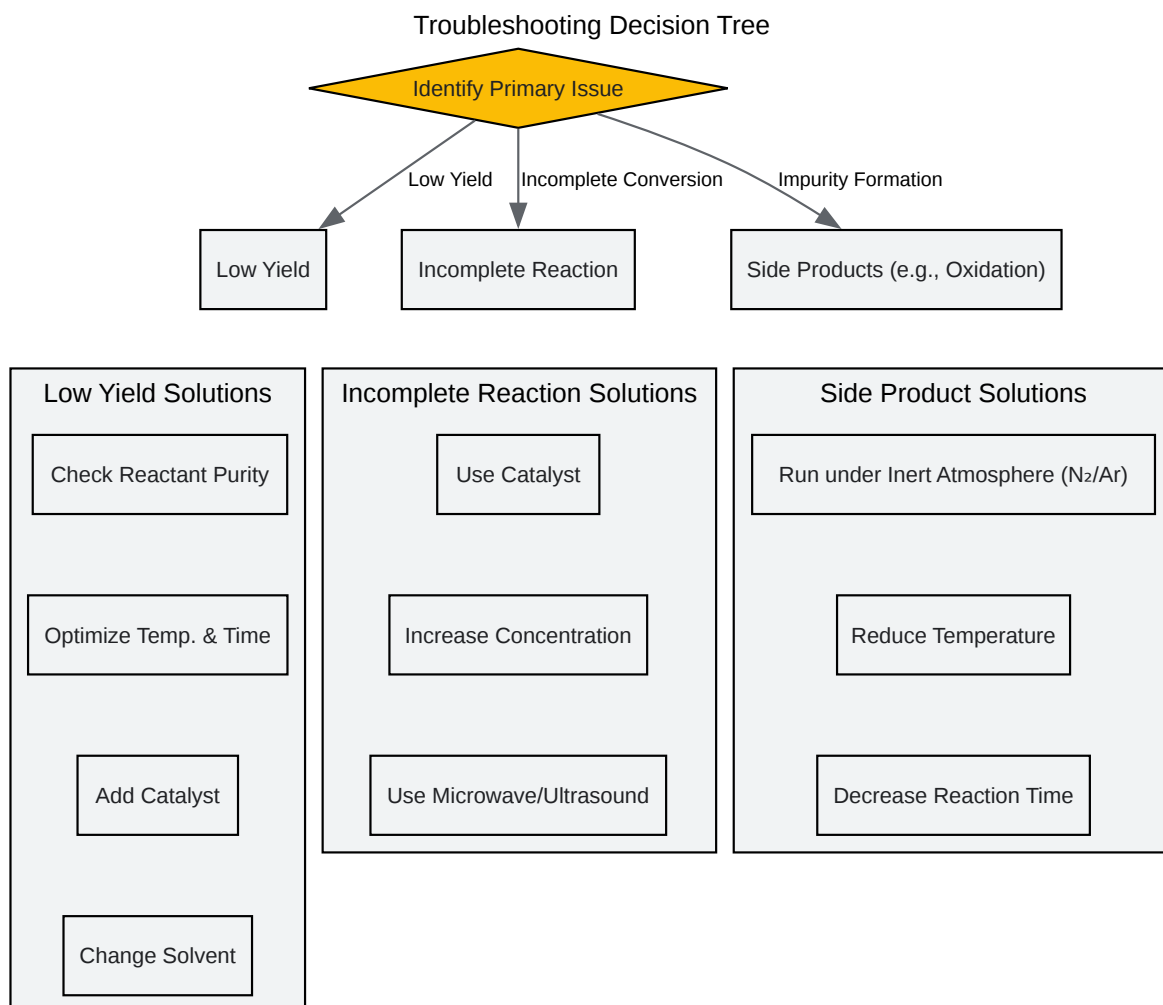 Troubleshooting Decision Tree
Identify Primary Issue
Low Yield
Incomplete Conversion
Impurity Formation
Low Yield
Incomplete Reaction
Side Products (e.g., Oxidation)
Low Yield Solutions
Check Reactant Purity
Optimize Temp. & Time
Add Catalyst
Change Solvent
Incomplete Reaction Solutions
Use Catalyst
Increase Concentration
Use Microwave/Ultrasound
Side Product Solutions
Run under Inert Atmosphere (N₂/Ar)
Reduce Temperature
Decrease Reaction Time